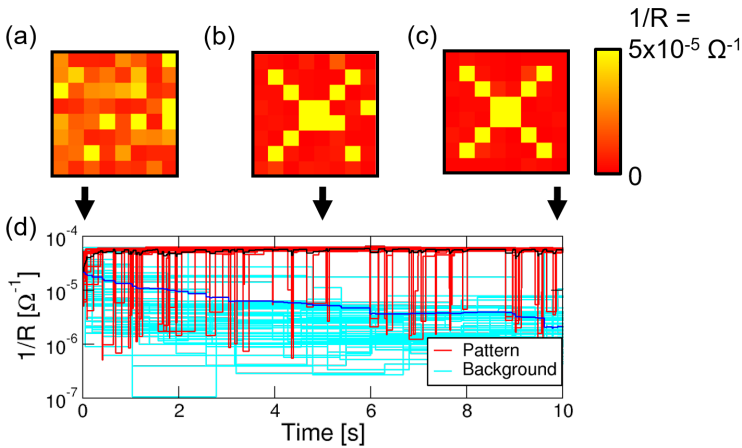 (a)
(b)
(c)
1/R =
5x10⁻⁵ Ω⁻¹
0
(d)
1/R [Ω⁻¹]
10⁻⁴
10⁻⁵
10⁻⁶
10⁻⁷
Pattern
Background
0 2 4 6 8 10
Time [s]